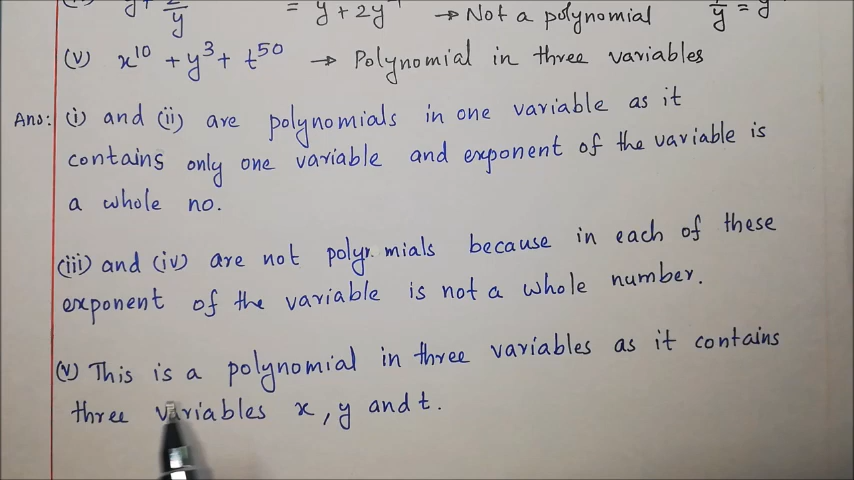 y + 2/y = y + 2y → Not a polynomial 1/y = y
(v) x¹⁰ + y³ + t⁵⁰ → Polynomial in three variables
Ans: (i) and (ii) are polynomials in one variable as it
contains only one variable and exponent of the variable is
a whole no.
(iii) and (iv) are not polyn mials because in each of these
exponent of the variable is not a whole number.
(v) This is a polynomial in three variables as it contains
three variables x, y and t.